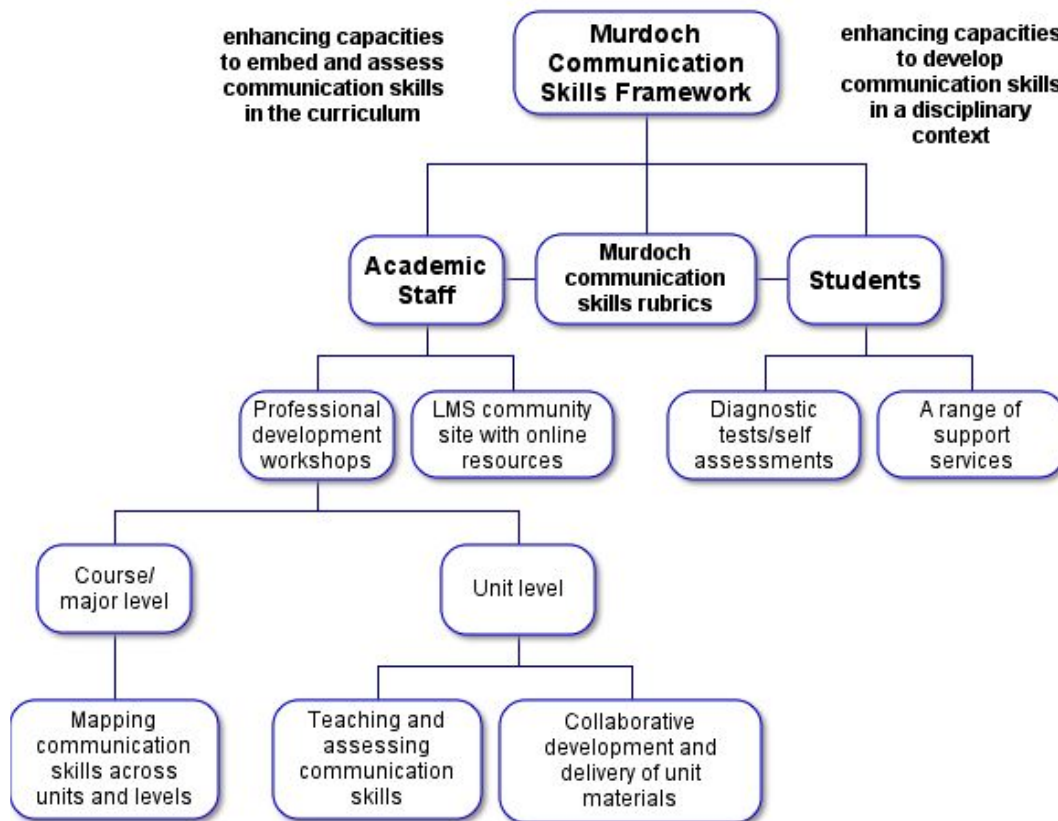 enhancing capacities
to embed and assess
communication skills
in the curriculum
Murdoch
Communication
Skills Framework
enhancing capacities
to develop
communication skills
in a disciplinary
context
Academic
Staff
Murdoch
communication
skills rubrics
Students
Professional
development
workshops
LMS community
site with online
resources
Diagnostic
tests/self
assessments
A range of
support
services
Course/
major level
Unit level
Mapping
communication
skills across
units and levels
Teaching and
assessing
communication
skills
Collaborative
development and
delivery of unit
materials